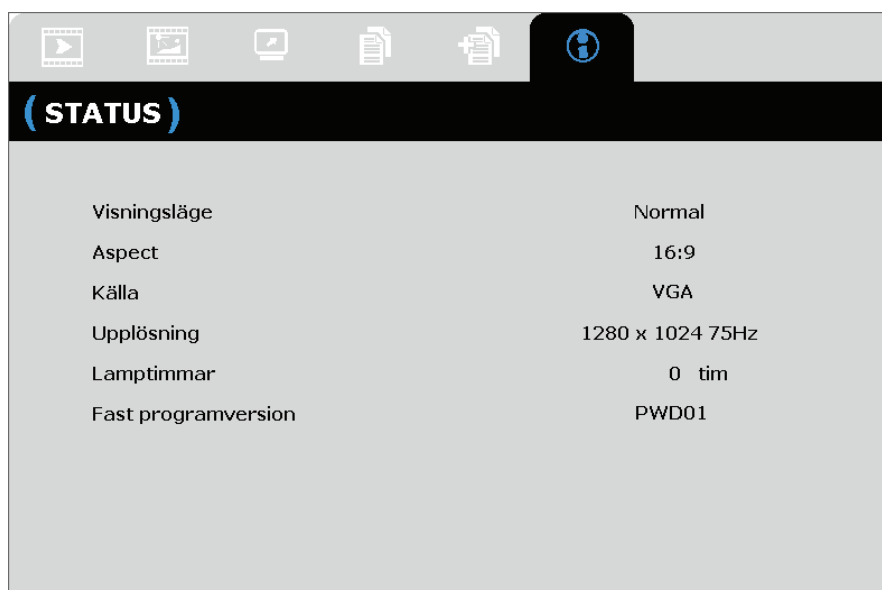 (STATUS)
Visningsläge Normal
Aspect 16:9
Källa VGA
Upplösning 1280 x 1024 75Hz
Lamptimmar 0 tim
Fast programversion PWD01